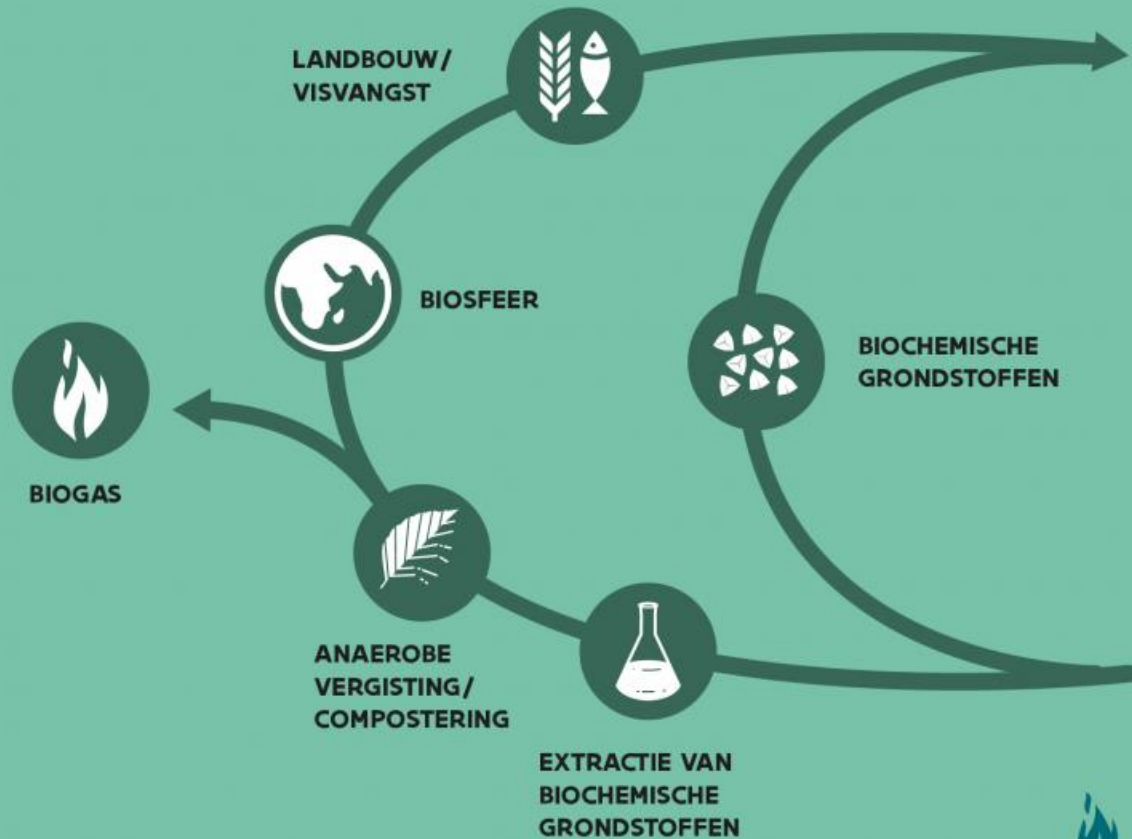 LANDBOUW/
VISVANGST
BIOSFEER
BIOCHEMISCHE
GRONDSTOFFEN
BIOGAS
ANAEROBE
VERGISTING/
COMPOSTERING
EXTRACTIE VAN
BIOCHEMISCHE
GRONDSTOFFEN